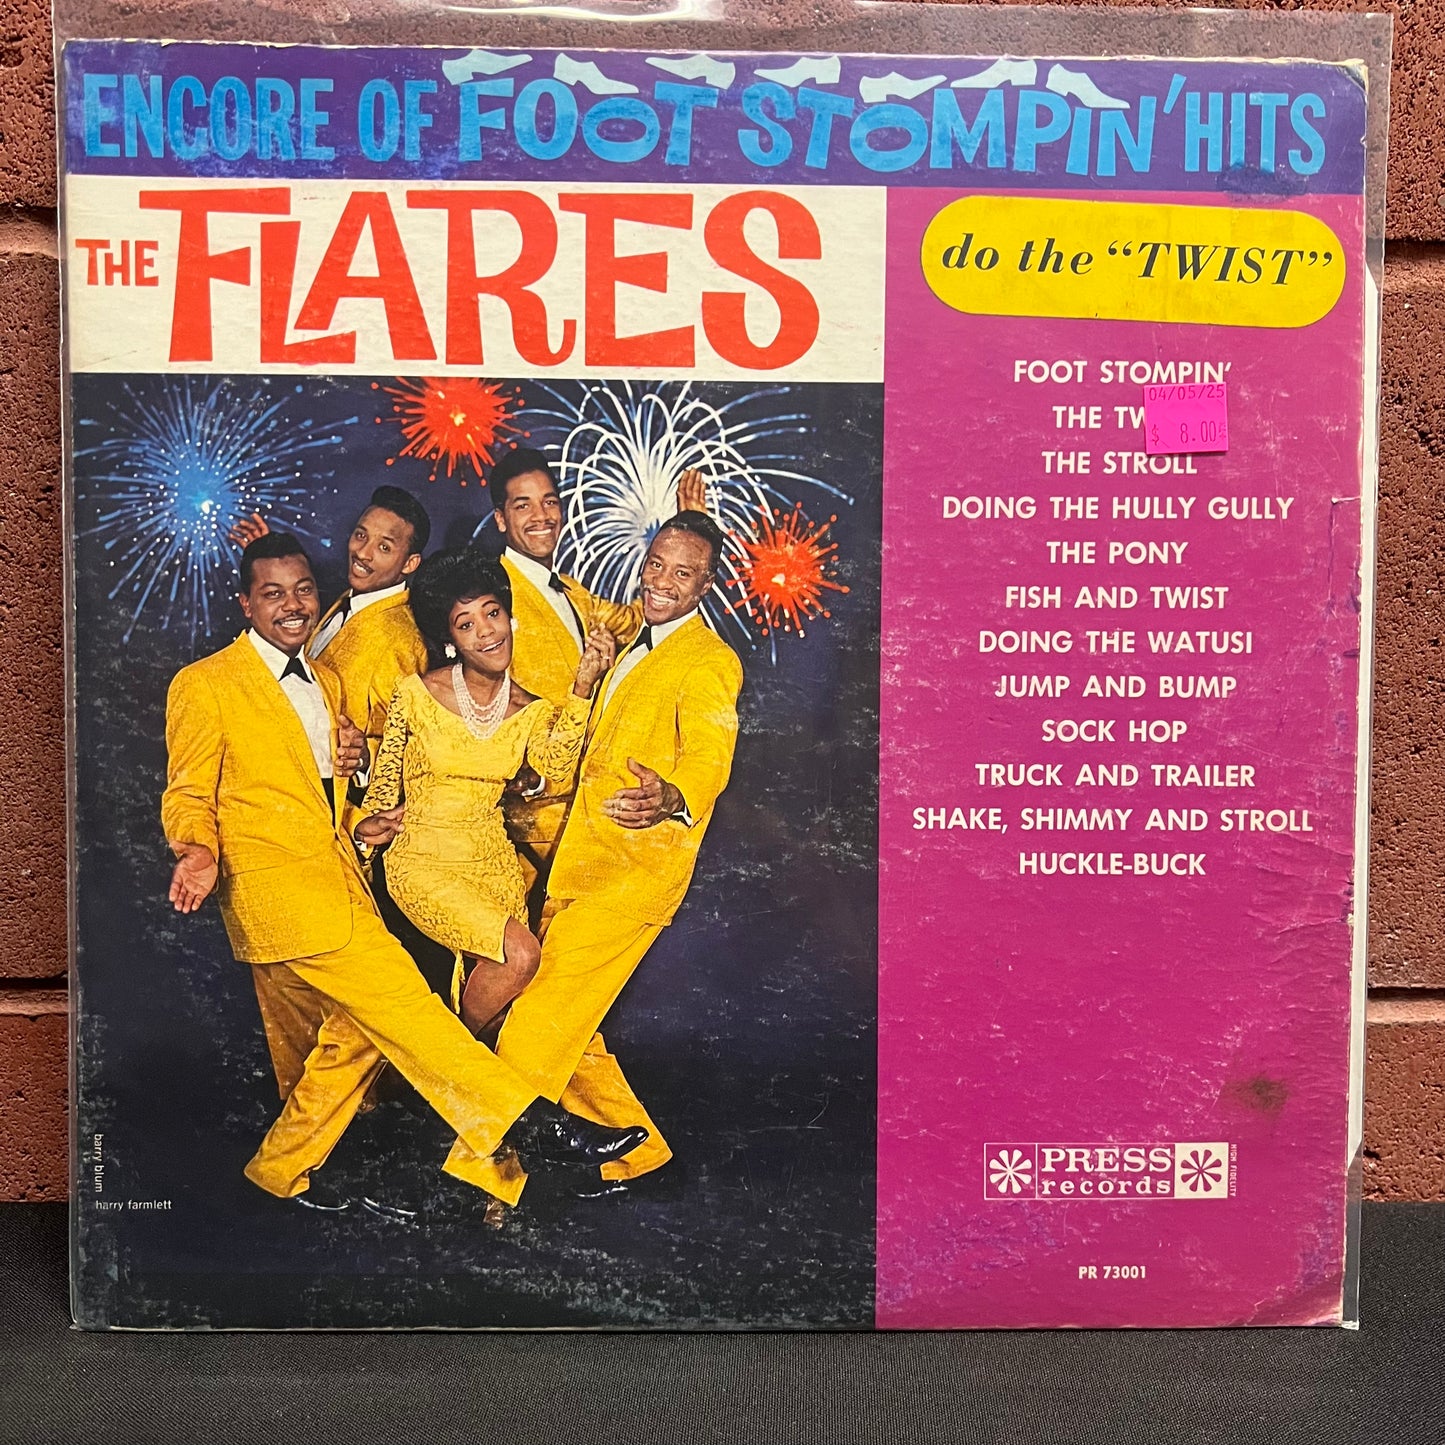 ENCORE OF FOOT STOMPIN' HITS
THE FLARES
do the "TWIST"
FOOT STOMPIN'
04/05/25
$ 8.00
THE TW
THE STROLL
DOING THE HULLY GULLY
THE PONY
FISH AND TWIST
DOING THE WATUSI
JUMP AND BUMP
SOCK HOP
TRUCK AND TRAILER
SHAKE, SHIMMY AND STROLL
HUCKLE-BUCK
PRESS
records
HIGH FIDELITY
PR 73001
barry blum
harry farmlett